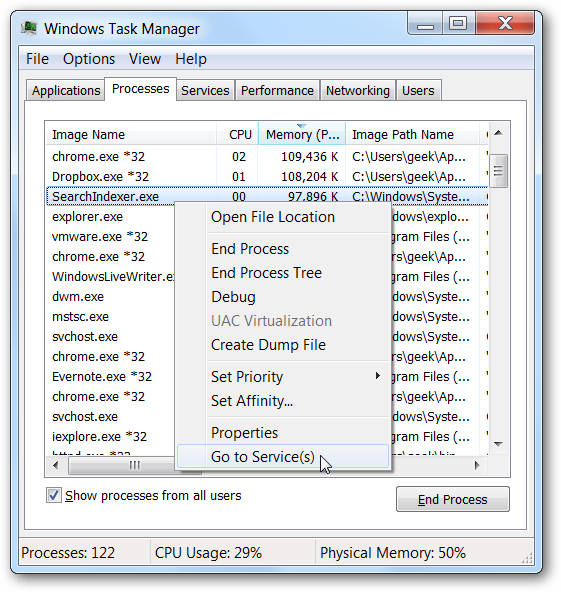 Windows Task Manager
File Options View Help
Applications Processes Services Performance Networking Users
Image Name CPU Memory (P... Image Path Name
chrome.exe *32 02 109,436 K C:\Users\geek\Ap...
Dropbox.exe *32 01 108,204 K C:\Users\geek\Ap...
SearchIndexer.exe 00 97,896 K C:\Windows\Syste...
explorer.exe
vmware.exe *32
chrome.exe *32
WindowsLiveWriter.ex
dwm.exe
mstsc.exe
svchost.exe
chrome.exe *32
Evernote.exe *32
chrome.exe *32
svchost.exe
iexplore.exe *32
Open File Location
End Process
End Process Tree
Debug
UAC Virtualization
Create Dump File
Set Priority
Set Affinity...
Properties
Go to Service(s)
ndows\explo...
gram Files (...
ers\geek\Ap...
gram Files (...
ndows\Syste...
ndows\Syste...
ndows\Syste...
ers\geek\Ap...
gram Files (...
ers\geek\Ap...
ndows\Syste...
gram Files (...
Show processes from all users
End Process
Processes: 122 CPU Usage: 29% Physical Memory: 50%